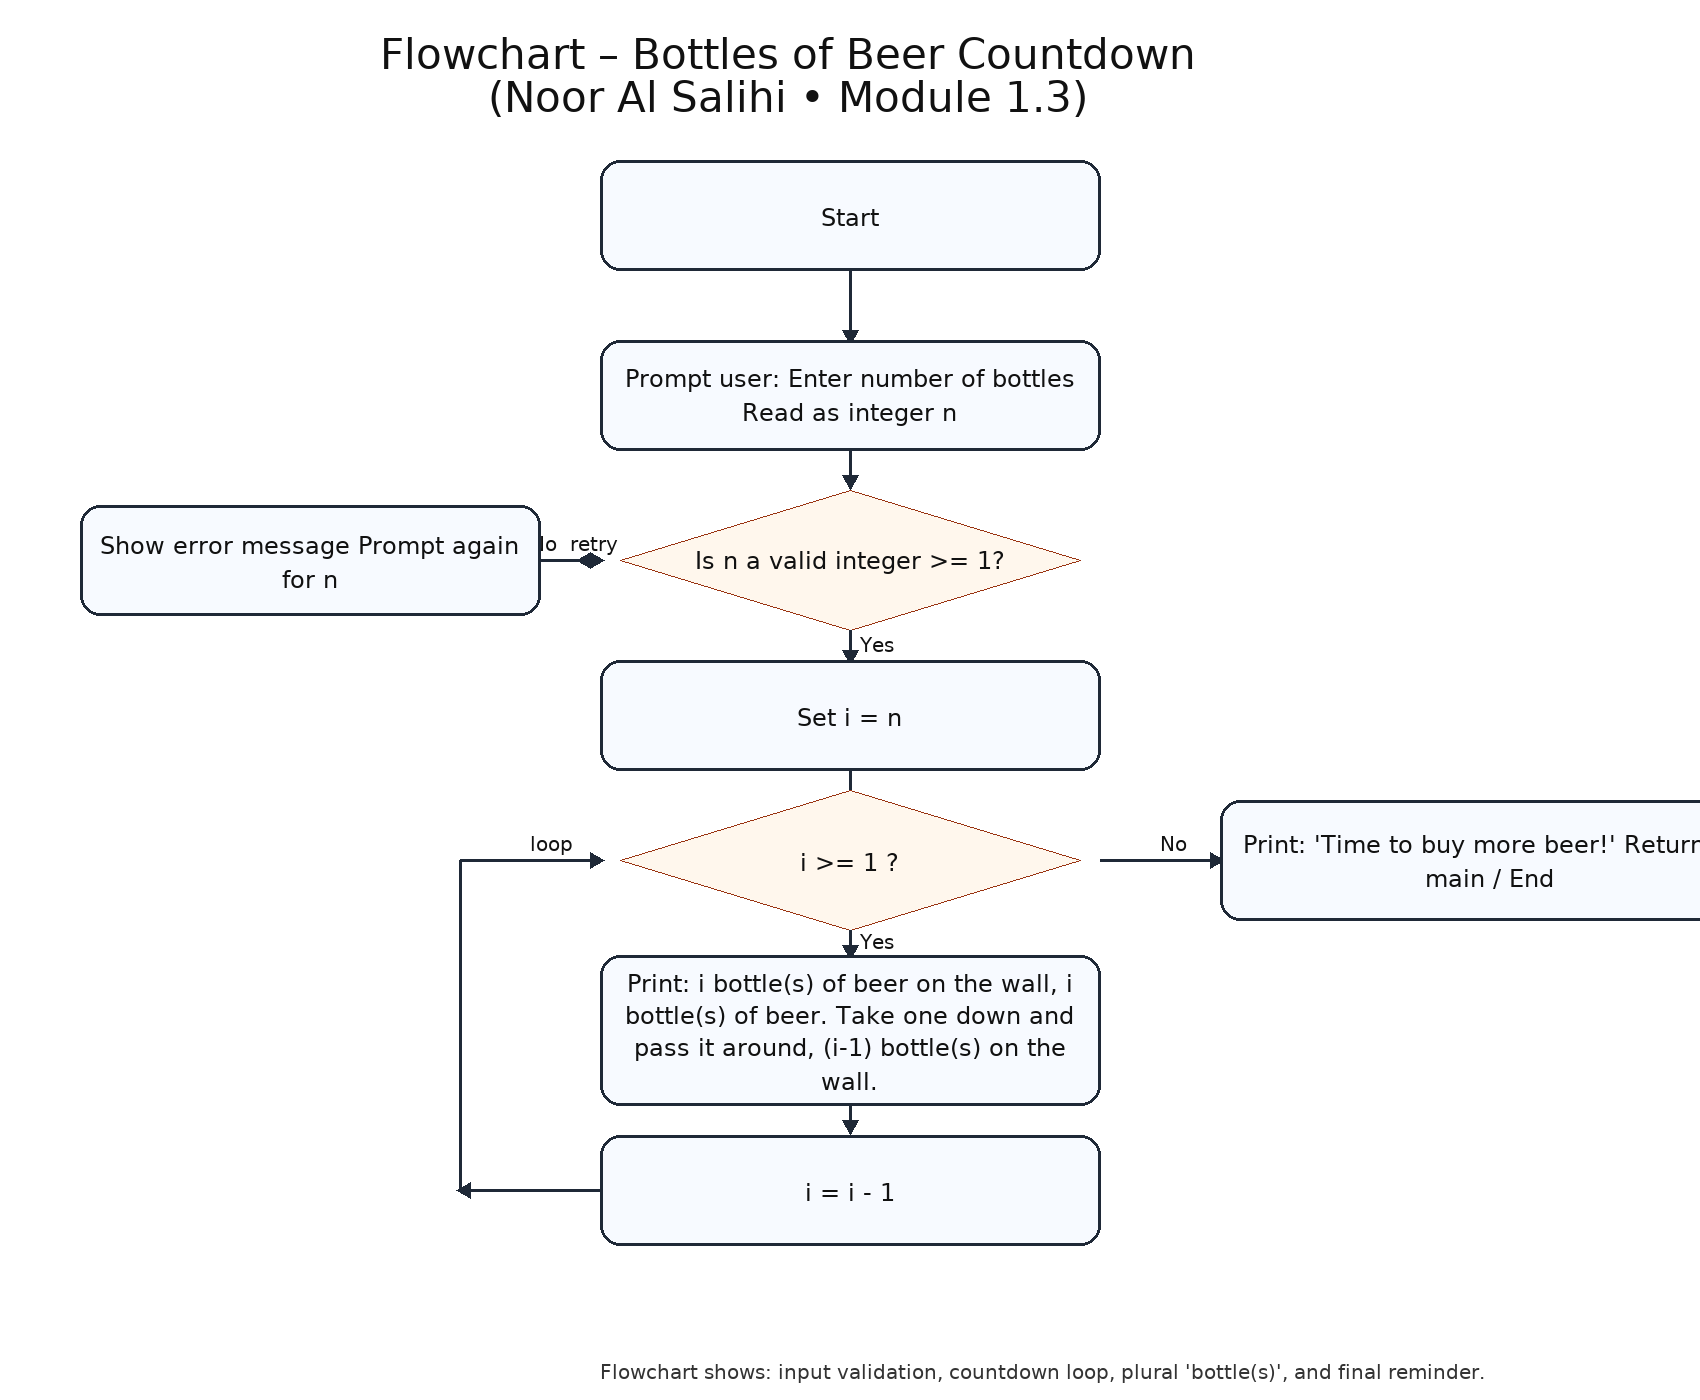 Flowchart – Bottles of Beer Countdown
(Noor Al Salihi • Module 1.3)
Start
Prompt user: Enter number of bottles
Read as integer n
Show error message Prompt again
for n
retry
Is n a valid integer >= 1?
Yes
Set i = n
loop
i >= 1 ?
No
Print: 'Time to buy more beer!' Return
main / End
Yes
Print: i bottle(s) of beer on the wall, i
bottle(s) of beer. Take one down and
pass it around, (i-1) bottle(s) on the
wall.
i = i - 1
Flowchart shows: input validation, countdown loop, plural 'bottle(s)', and final reminder.